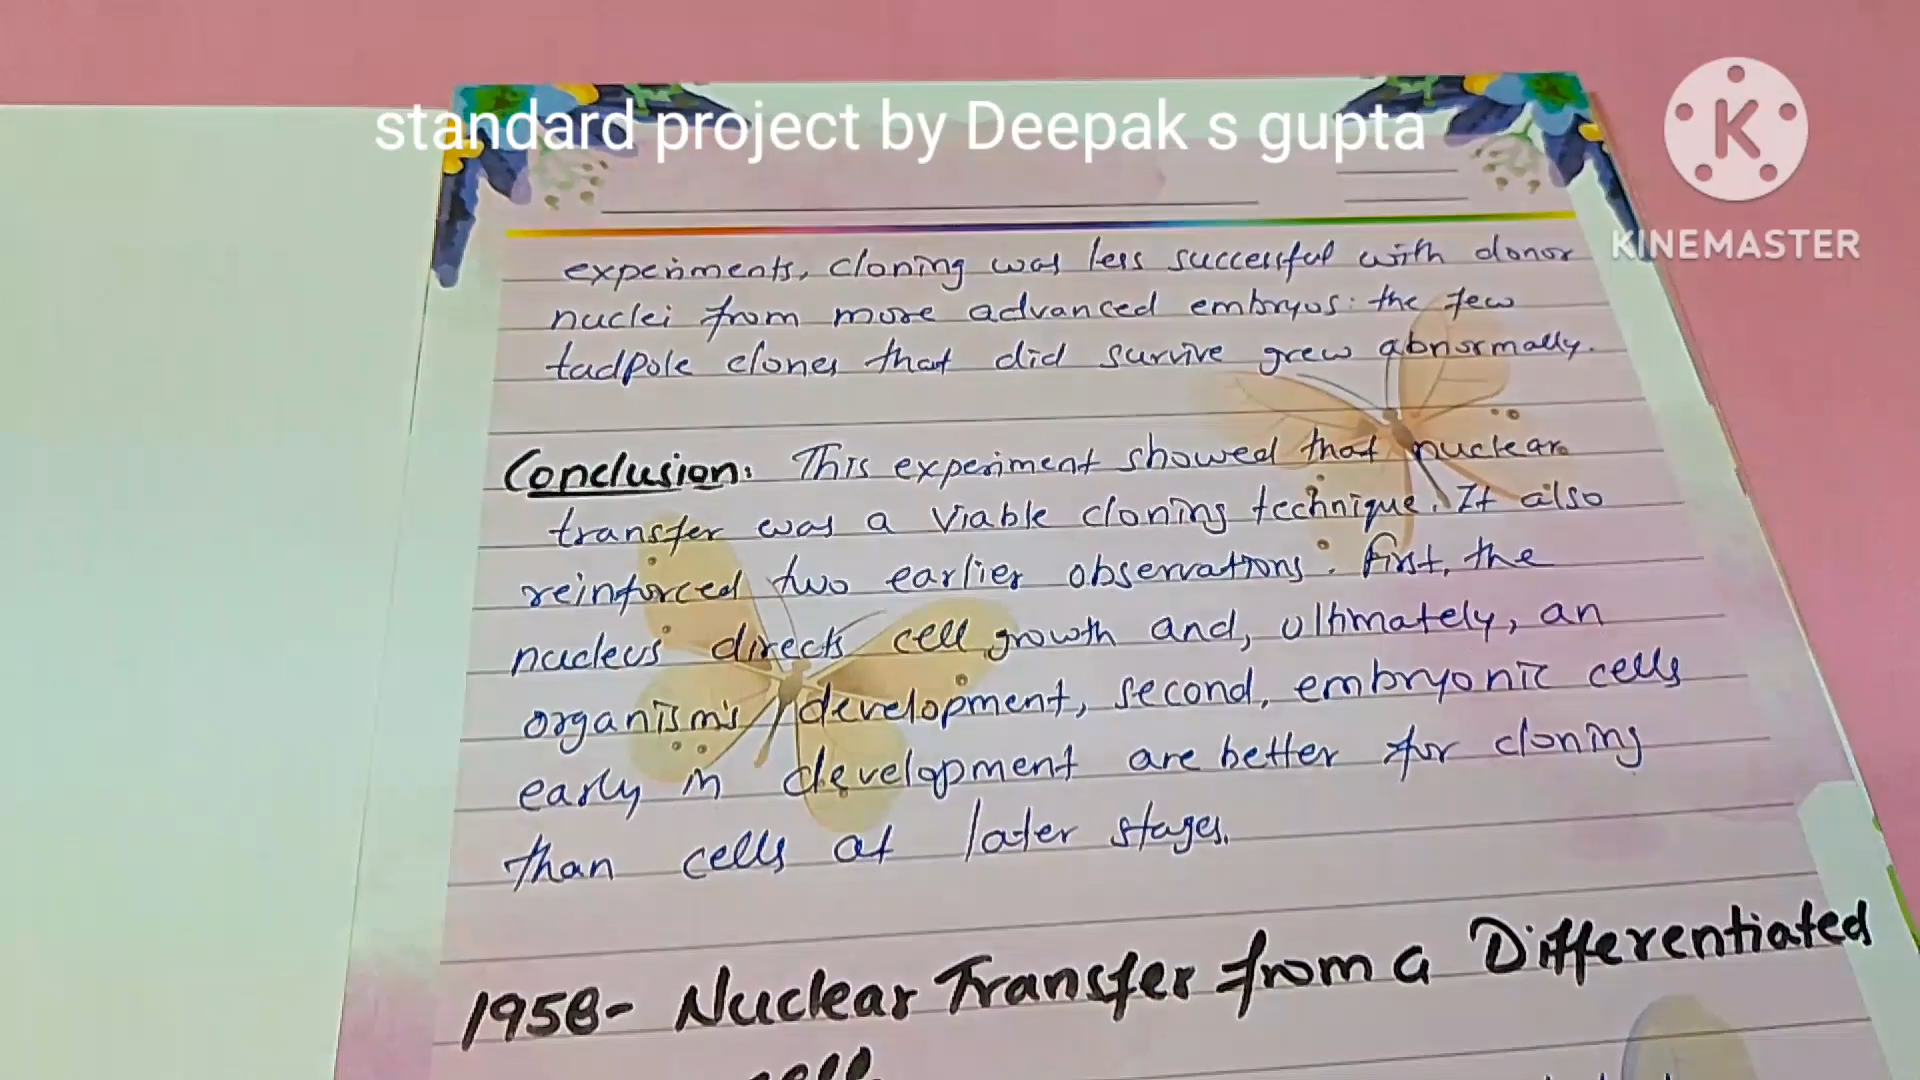 standard project by Deepak s gupta
K
KINEMASTER
experiments, cloning was less successful with donor
nuclei from more advanced embryos: the few
tadpole clones that did survive grew abnormally.
Conclusion: This experiment showed that nuclear
transfer was a viable cloning technique. It also
reinforced two earlier observations. First, the
nucleus directs cell growth and, ultimately, an
organism's development, second, embryonic cells
early in development are better for cloning
than cells at later stages.
1958- Nuclear Transfer from a Differentiated
cell